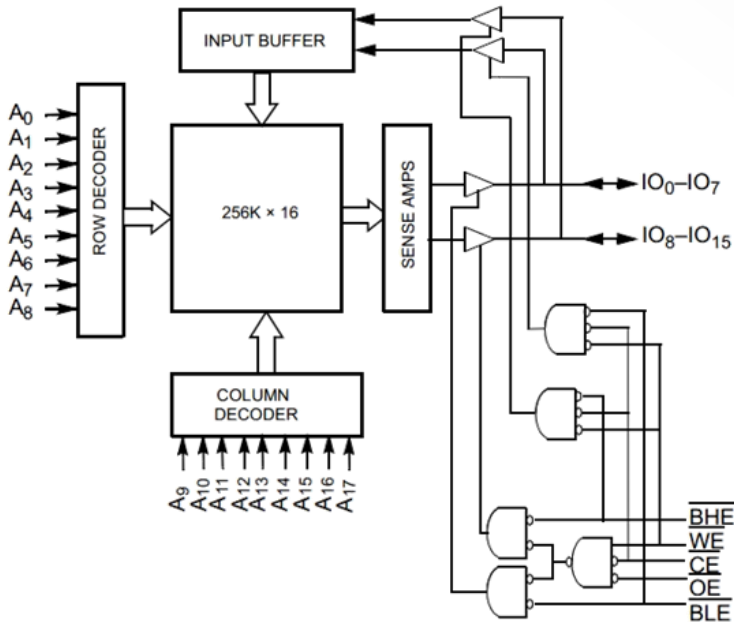 INPUT BUFFER
A0
A1
A2
A3
A4
A5
A6
A7
A8
ROW DECODER
256K × 16
SENSE AMPS
IO0–IO7
IO8–IO15
COLUMN
DECODER
A9
A10
A11
A12
A13
A14
A15
A16
A17
BHE
WE
CE
OE
BLE